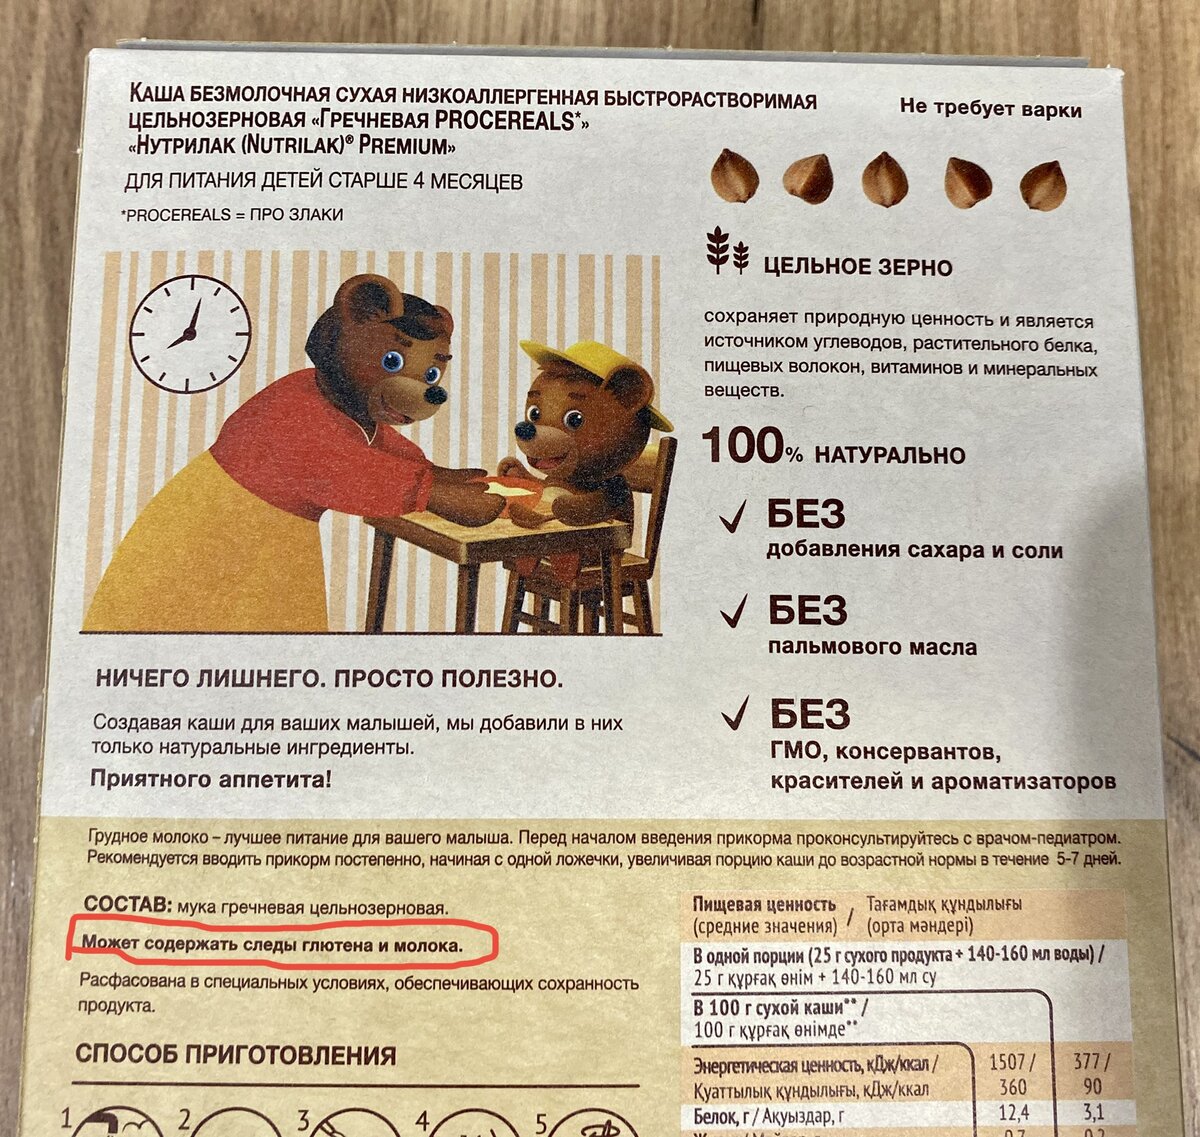 КАША БЕЗМОЛОЧНАЯ СУХАЯ НИЗКОАЛЛЕРГЕННАЯ БЫСТРОРАСТВОРИМАЯ
ЦЕЛЬНОЗЕРНОВАЯ «ГРЕЧНЕВАЯ PROCEREALS*»
«НУТРИЛАК (NUTRILAK)® PREMIUM»
ДЛЯ ПИТАНИЯ ДЕТЕЙ СТАРШЕ 4 МЕСЯЦЕВ
*PROCEREALS = ПРО ЗЛАКИ
Не требует варки
ЦЕЛЬНОЕ ЗЕРНО
сохраняет природную ценность и является
источником углеводов, растительного белка,
пищевых волокон, витаминов и минеральных
веществ.
100% НАТУРАЛЬНО
БЕЗ
добавления сахара и соли
БЕЗ
пальмового масла
БЕЗ
ГМО, консервантов,
красителей и ароматизаторов
НИЧЕГО ЛИШНЕГО. ПРОСТО ПОЛЕЗНО.
Создавая каши для ваших малышей, мы добавили в них
только натуральные ингредиенты.
Приятного аппетита!
Грудное молоко – лучшее питание для вашего малыша. Перед началом введения прикорма проконсультируйтесь с врачом-педиатром.
Рекомендуется вводить прикорм постепенно, начиная с одной ложечки, увеличивая порцию каши до возрастной нормы в течение 5-7 дней.
СОСТАВ: мука гречневая цельнозерновая.
Может содержать следы глютена и молока.
Расфасована в специальных условиях, обеспечивающих сохранность
продукта.
СПОСОБ ПРИГОТОВЛЕНИЯ
1 2 3 4 5
Пищевая ценность / Тағамдық құндылығы
(средние значения) (орта мәндері)
В одной порции (25 г сухого продукта + 140-160 мл воды) /
25 г құрғақ өнім + 140-160 мл су
В 100 г сухой каши** /
100 г құрғақ өнімде**
Энергетическая ценность, кДж/ккал / 1507 / 377 /
Қуаттылық құндылығы, кДж/ккал 360 90
Белок, г / Ақуыздар, г 12,4 3,1